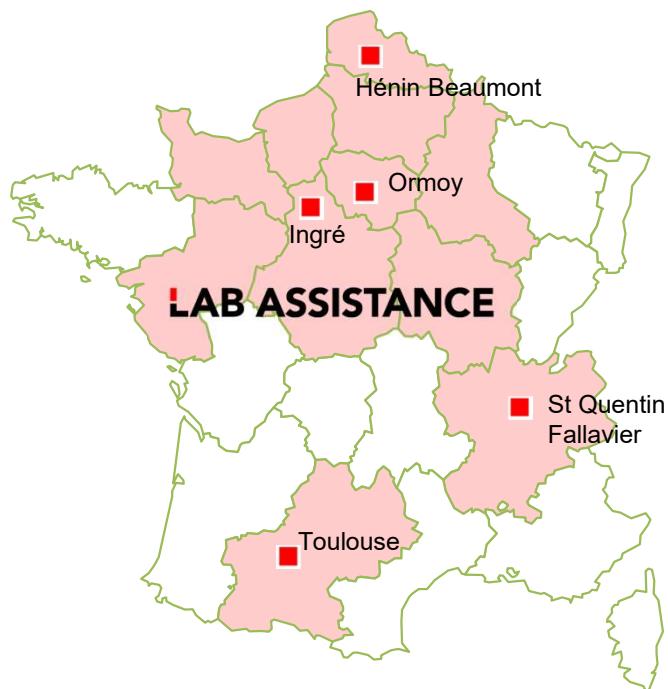 Hénin Beaumont
Ormoy
Ingré
LAB ASSISTANCE
St Quentin
Fallavier
Toulouse